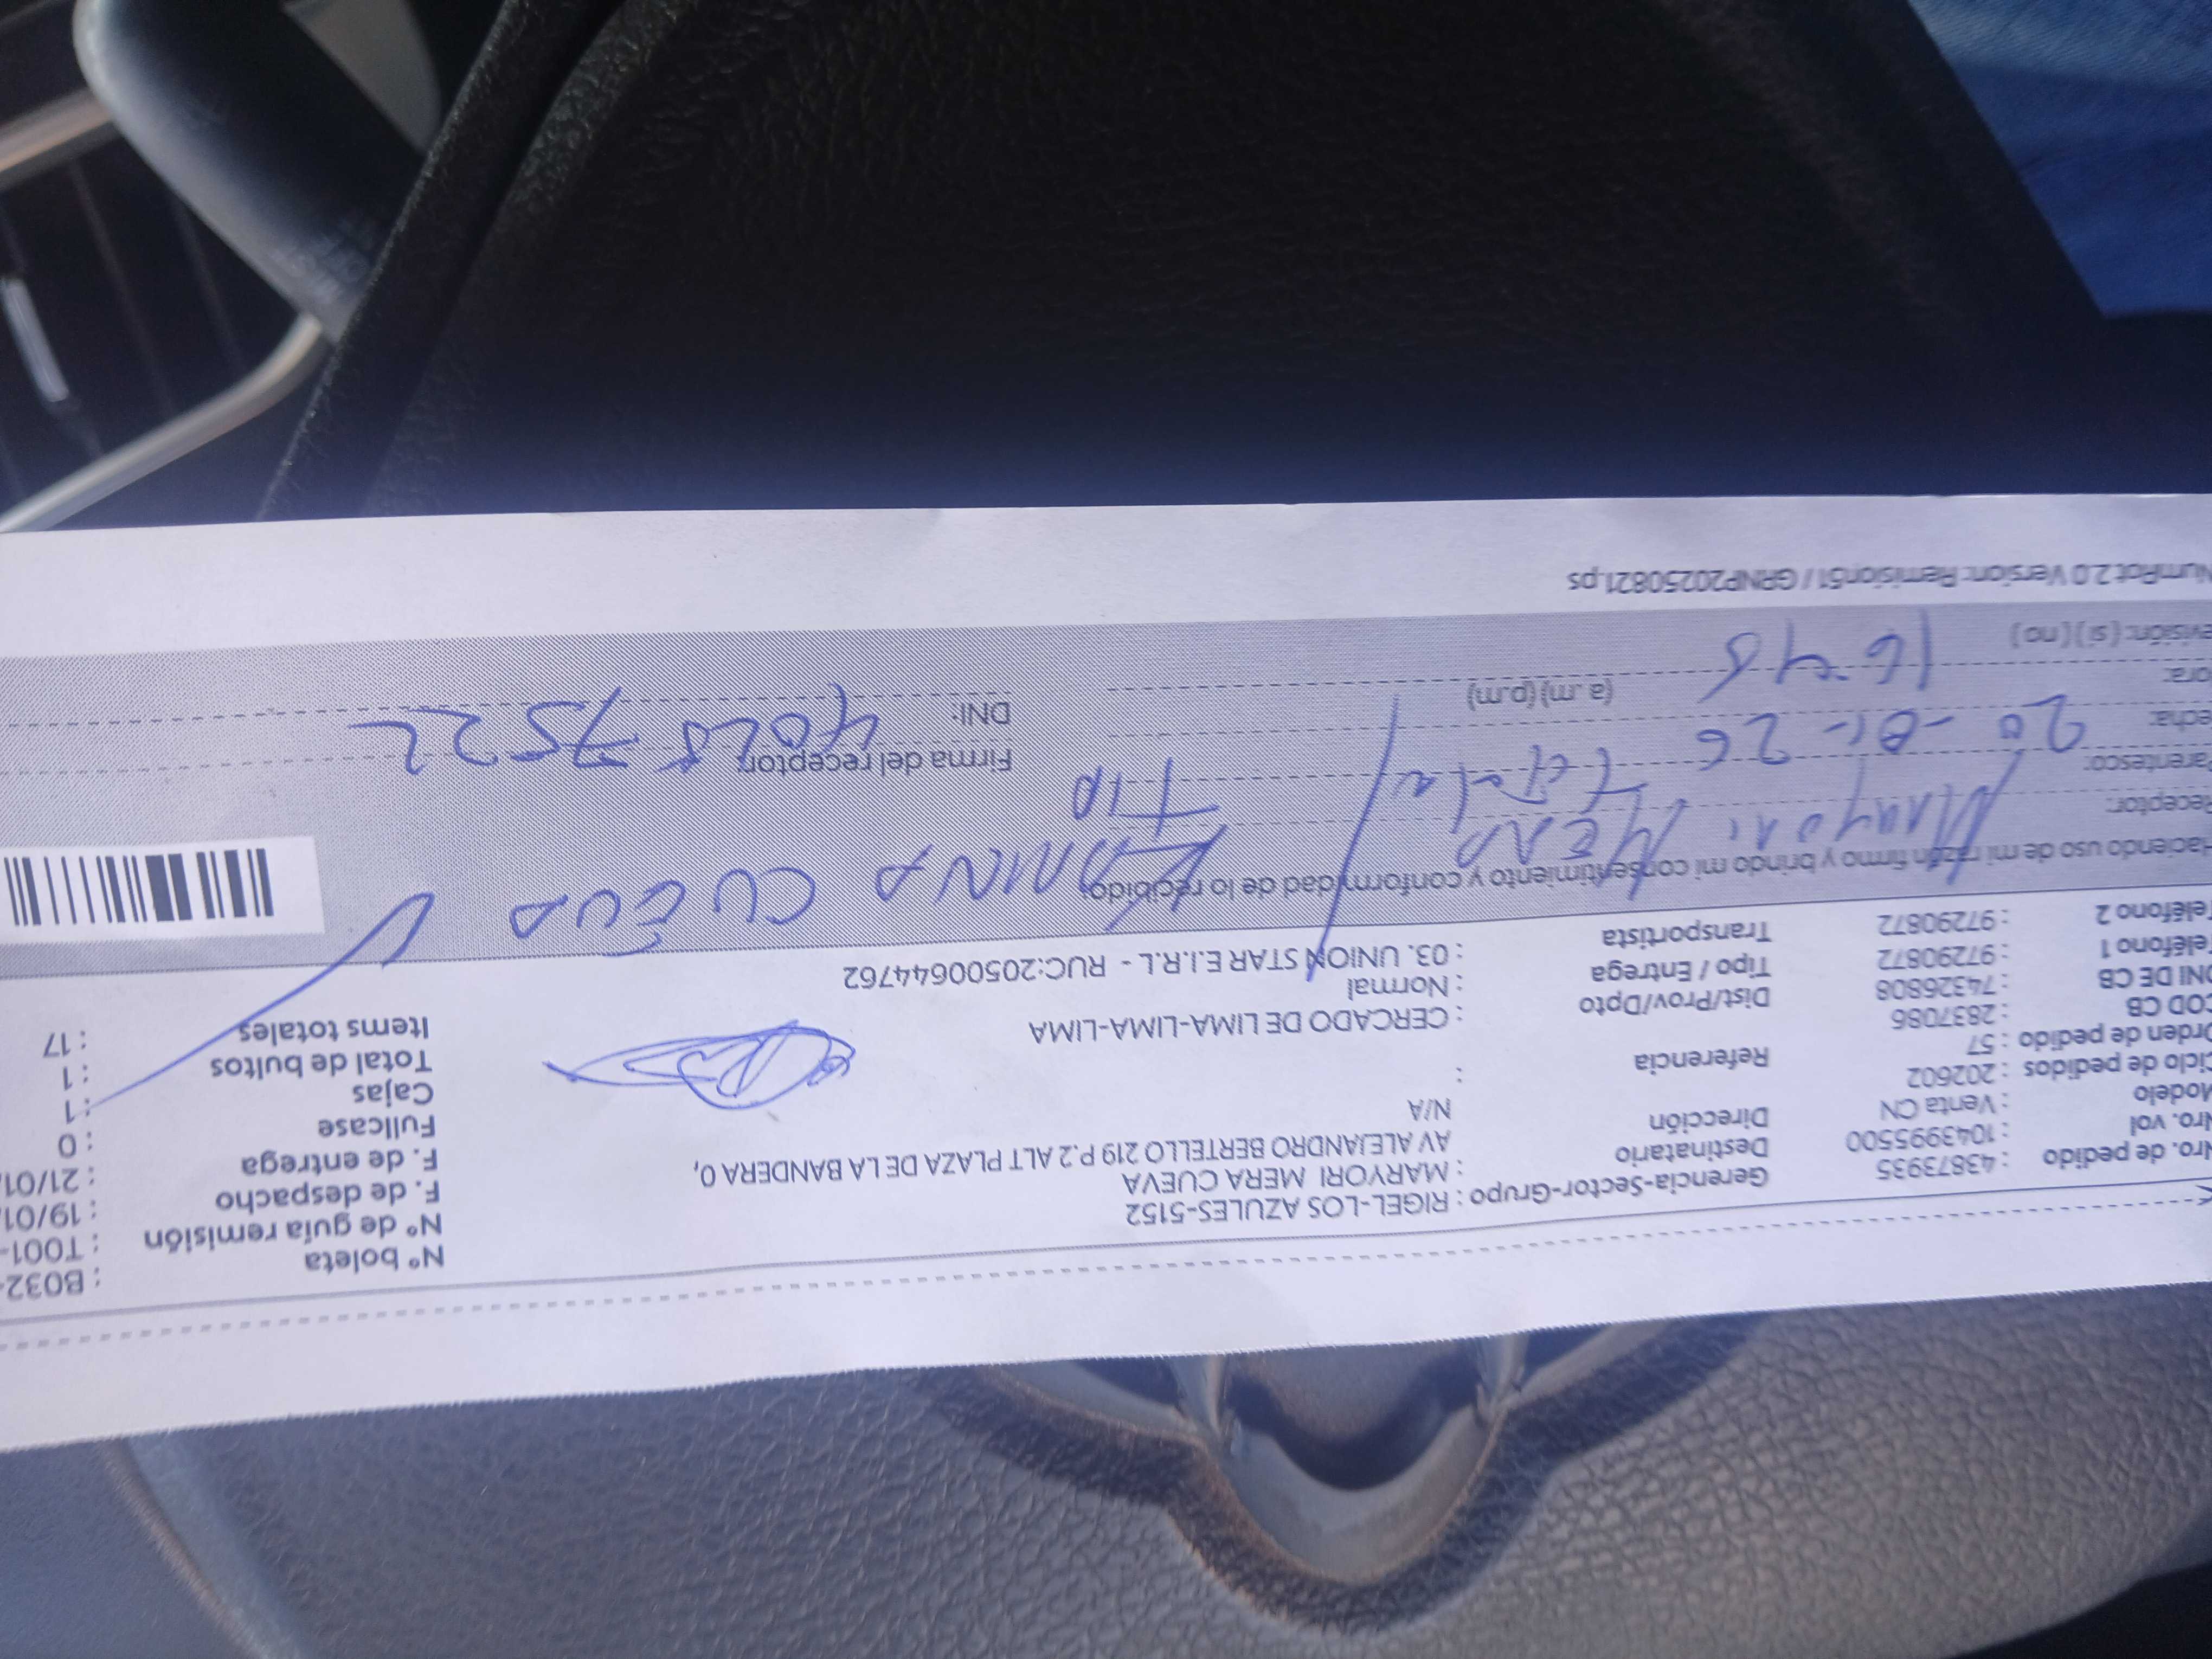 Nro. de pedido : 43873935
Nro. vol : 1043995500
Modelo : Venta CN
Ciclo de pedidos : 202602
Orden de pedido : 57
COD CB : 2837086
DNI DE CB : 74326808
Teléfono 1 : 97290872
Teléfono 2 : 97290872
Gerencia-Sector-Grupo : RIGEL-LOS AZULES-5152
Destinatario : MARYORI MERA CUEVA
Dirección AV ALEJANDRO BERTELLO 219 P.2 ALT PLAZA DE LA BANDERA 0,
N/A
Referencia :
Dist/Prov/Dpto : CERCADO DE LIMA-LIMA-LIMA
Tipo / Entrega : Normal
Transportista : 03. UNION STAR E.I.R.L - RUC:20500644762
N° boleta : B032-
N° de guía remisión : T001-
F. de despacho : 19/01/
F. de entrega : 21/01/
Fullcase : 0
Cajas : 1
Total de bultos : 1
Items totales : 17
Haciendo uso de mi razón firmo y brindo mi consentimiento y conformidad de lo recibido:
Receptor: MERA CUEVA
Parentesco: Titular / TIA
Fecha: 20-01-26
Hora: 16:45 (a. m) (p.m)
Revisión: ( si ) ( no )
Firma del receptor:
DNI:
NumRot 2.0 Version: Remision51 / GRNP20250821.ps